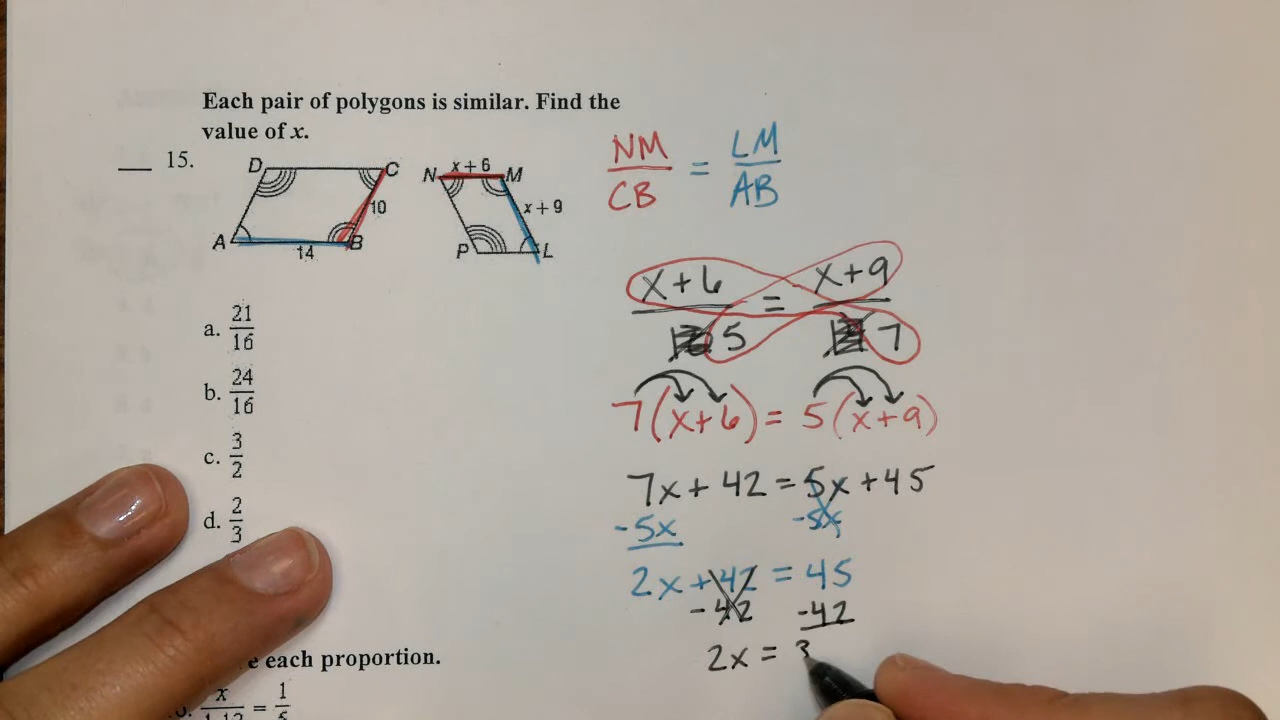 Each pair of polygons is similar. Find the
value of x.
15.
D C N x+6 M
10 x+9
A 14 B P L
a. 21/16
b. 24/16
c. 3/2
d. 2/3
NM/CB = LM/AB
x+6/5 = x+9/7
7(x+6) = 5(x+9)
7x+42 = 5x+45
-5x -5x
2x+42 = 45
-42 -42
2x = 3
e each proportion.
x/ = 1/5